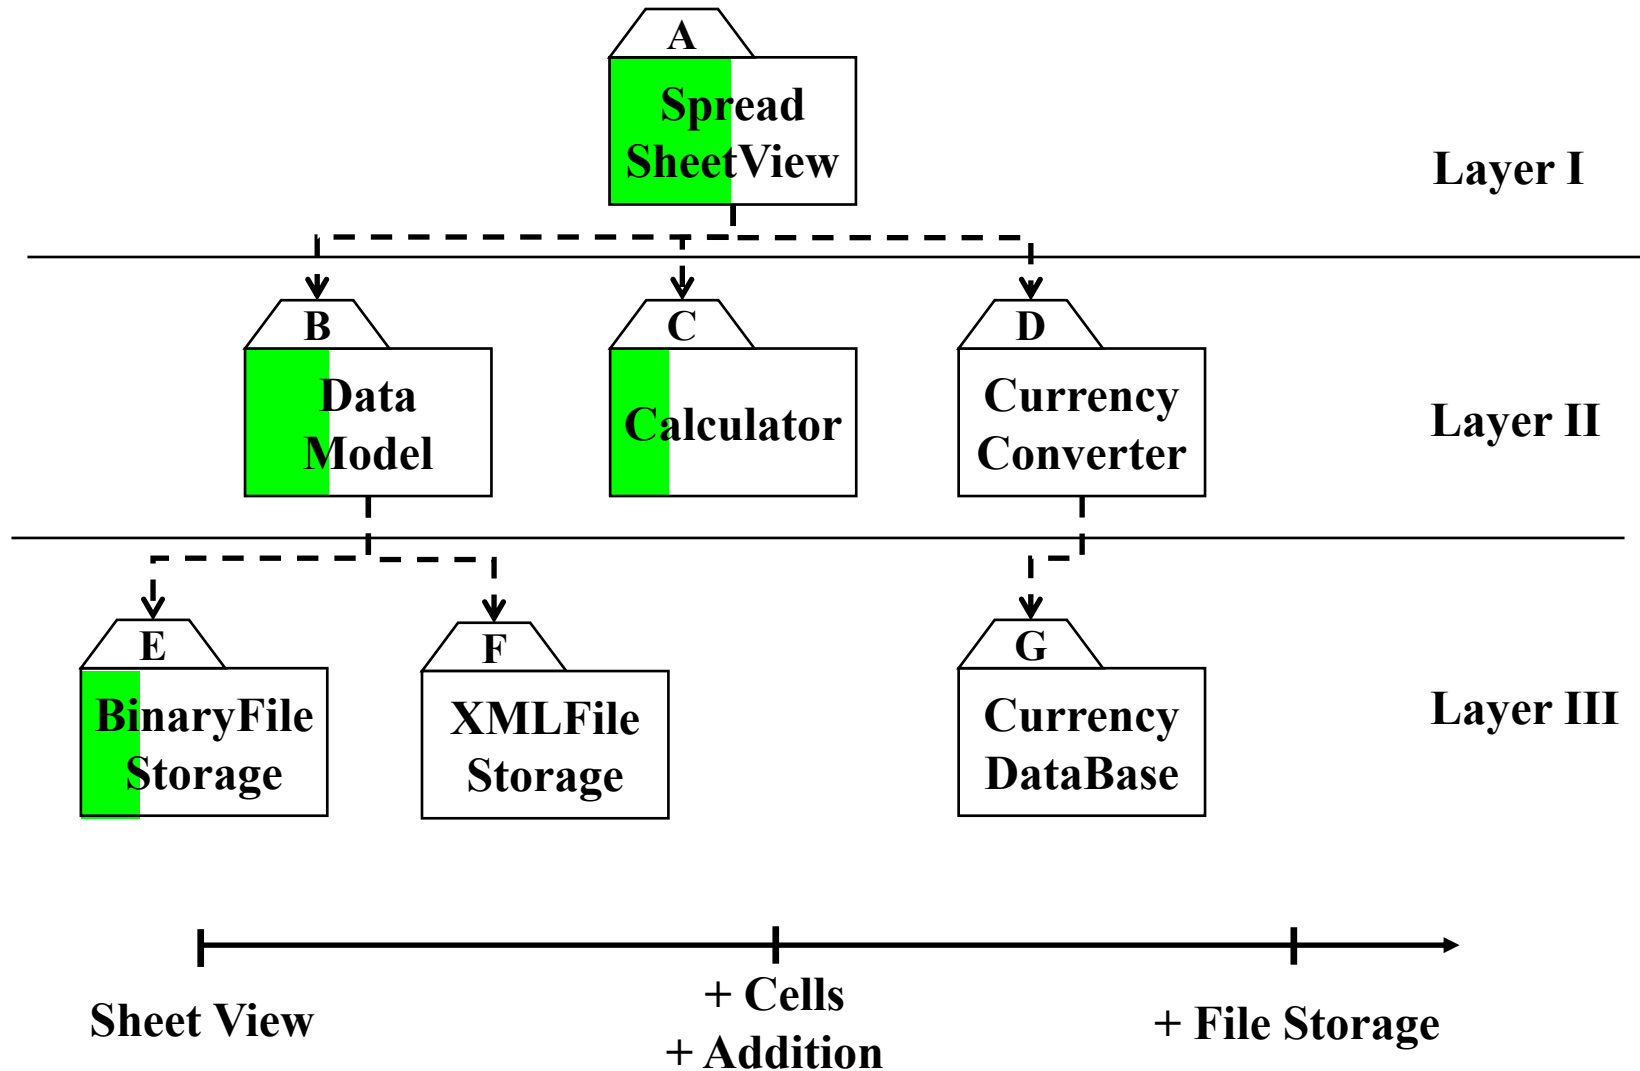 A
Spread
SheetView
Layer I
B
Data
Model
C
Calculator
D
Currency
Converter
Layer II
E
BinaryFile
Storage
F
XMLFile
Storage
G
Currency
DataBase
Layer III
Sheet View
+ Cells
+ Addition
+ File Storage